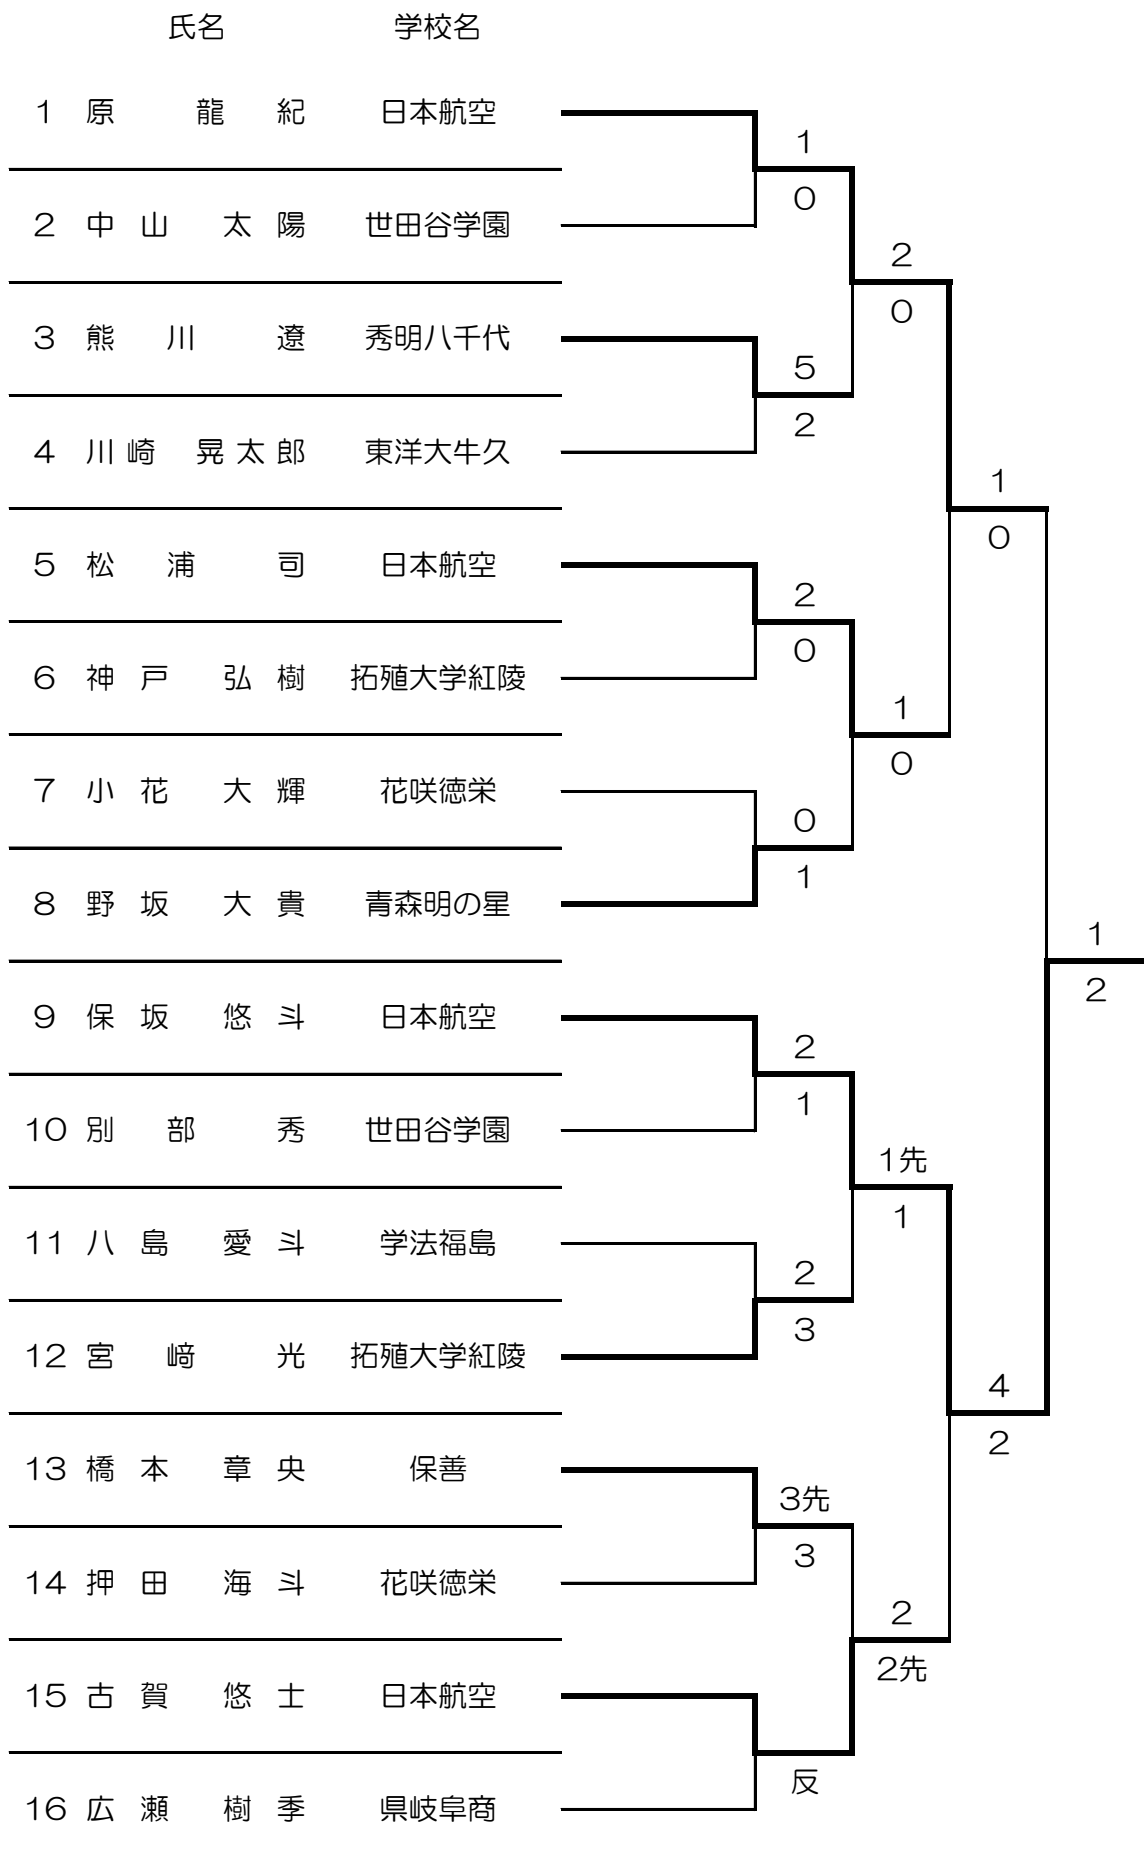 氏名 学校名
1 原 龍 紀 日本航空
1
0
2 中 山 太 陽 世田谷学園
2
0
3 熊 川 遼 秀明八千代
5
2
4 川 崎 晃 太 郎 東洋大牛久
1
0
5 松 浦 司 日本航空
2
0
6 神 戸 弘 樹 拓殖大学紅陵
1
0
7 小 花 大 輝 花咲徳栄
0
1
8 野 坂 大 貴 青森明の星
1
2
9 保 坂 悠 斗 日本航空
2
1
10 別 部 秀 世田谷学園
1先
1
11 八 島 愛 斗 学法福島
2
3
12 宮 﨑 光 拓殖大学紅陵
4
2
13 橋 本 章 央 保善
3先
3
14 押 田 海 斗 花咲徳栄
2
2先
15 古 賀 悠 士 日本航空
反
16 広 瀬 樹 季 県岐阜商